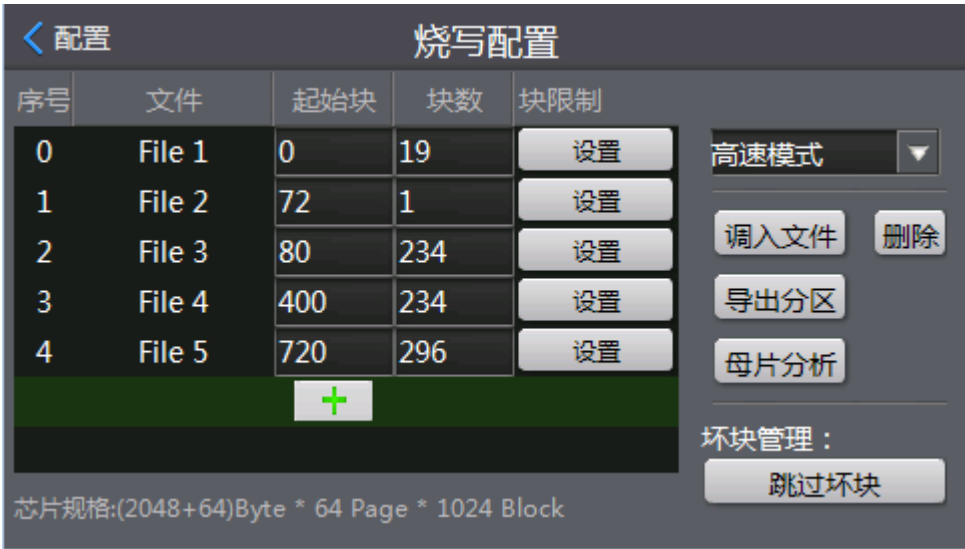 配置 烧写配置
序号 文件 起始块 块数 块限制
0 File 1 0 19 设置
高速模式
1 File 2 72 1 设置
调入文件 删除
2 File 3 80 234 设置
导出分区
3 File 4 400 234 设置
4 File 5 720 296 设置
母片分析
坏块管理：
跳过坏块
芯片规格:(2048+64)Byte * 64 Page * 1024 Block